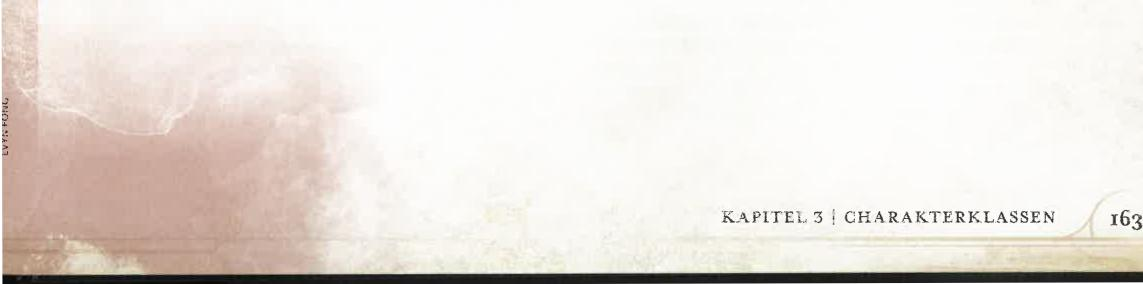 KAPITEL 3 | CHARAKTERKLASSEN 163